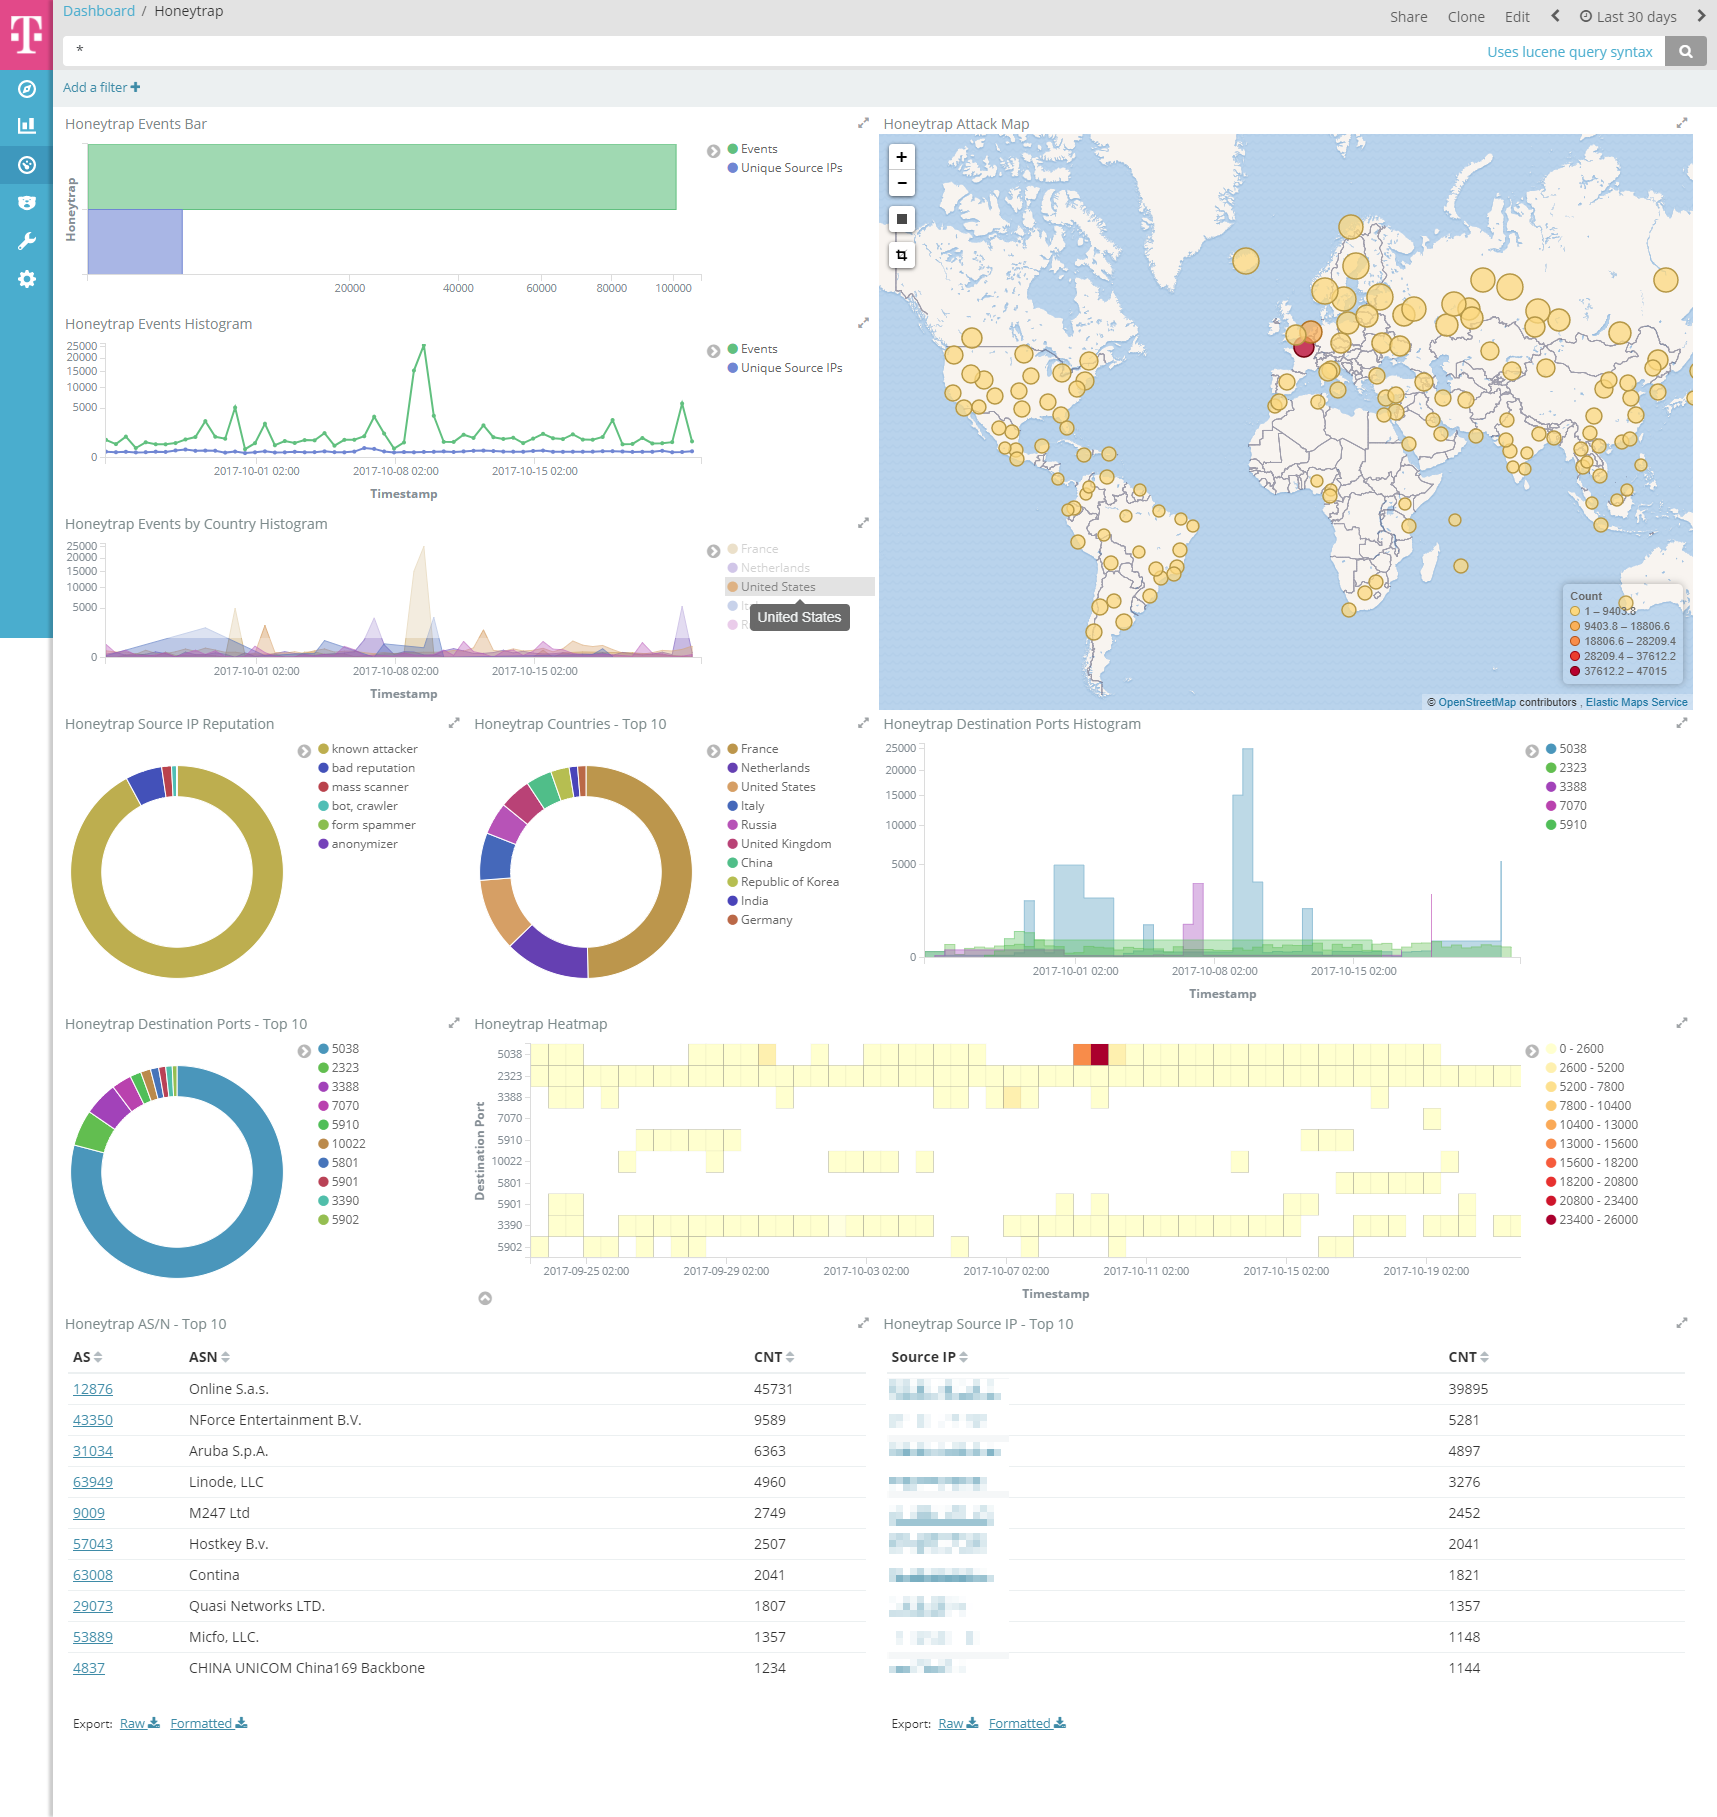 T
Dashboard / Honeytrap
Share Clone Edit Last 30 days
*
Uses lucene query syntax
Add a filter
Honeytrap Events Bar
Honeytrap
Events
Unique Source IPs
20000 40000 60000 80000 100000
Honeytrap Attack Map
+
−
Count
1 – 9403.8
9403.8 – 18806.6
18806.6 – 28209.4
28209.4 – 37612.2
37612.2 – 47015
© OpenStreetMap contributors , Elastic Maps Service
Honeytrap Events Histogram
25000
20000
15000
10000
5000
0
2017-10-01 02:00 2017-10-08 02:00 2017-10-15 02:00
Timestamp
Events
Unique Source IPs
Honeytrap Events by Country Histogram
25000
20000
15000
10000
5000
0
2017-10-01 02:00 2017-10-08 02:00 2017-10-15 02:00
Timestamp
France
Netherlands
United States
United States
Honeytrap Source IP Reputation
known attacker
bad reputation
mass scanner
bot, crawler
form spammer
anonymizer
Honeytrap Countries - Top 10
France
Netherlands
United States
Italy
Russia
United Kingdom
China
Republic of Korea
India
Germany
Honeytrap Destination Ports Histogram
25000
20000
15000
10000
5000
0
2017-10-01 02:00 2017-10-08 02:00 2017-10-15 02:00
Timestamp
5038
2323
3388
7070
5910
Honeytrap Destination Ports - Top 10
5038
2323
3388
7070
5910
10022
5801
5901
3390
5902
Honeytrap Heatmap
Destination Port
5038
2323
3388
7070
5910
10022
5801
5901
3390
5902
2017-09-25 02:00 2017-09-29 02:00 2017-10-03 02:00 2017-10-07 02:00 2017-10-11 02:00 2017-10-15 02:00 2017-10-19 02:00
Timestamp
0 - 2600
2600 - 5200
5200 - 7800
7800 - 10400
10400 - 13000
13000 - 15600
15600 - 18200
18200 - 20800
20800 - 23400
23400 - 26000
Honeytrap AS/N - Top 10
AS ASN CNT
12876 Online S.a.s. 45731
43350 NForce Entertainment B.V. 9589
31034 Aruba S.p.A. 6363
63949 Linode, LLC 4960
9009 M247 Ltd 2749
57043 Hostkey B.v. 2507
63008 Contina 2041
29073 Quasi Networks LTD. 1807
53889 Micfo, LLC. 1357
4837 CHINA UNICOM China169 Backbone 1234
Export: Raw Formatted
Honeytrap Source IP - Top 10
Source IP CNT
39895
5281
4897
3276
2452
2041
1821
1357
1148
1144
Export: Raw Formatted